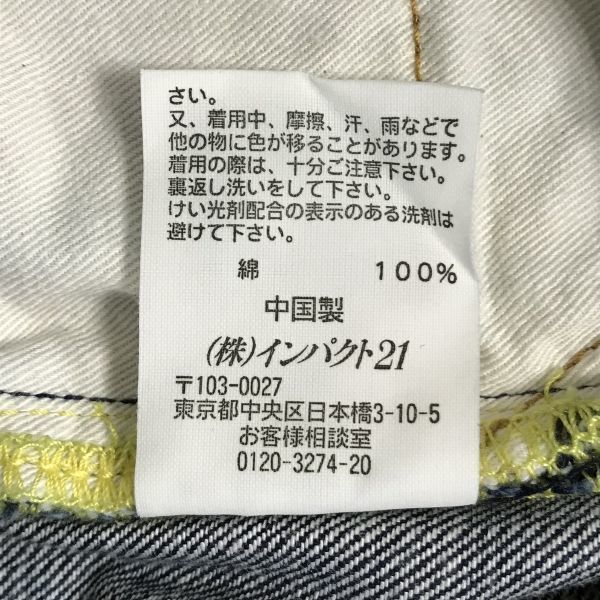 さい。
又、着用中、摩擦、汗、雨などで
他の物に色が移ることがあります。
着用の際は、十分ご注意下さい。
裏返し洗いをして下さい。
けい光剤配合の表示のある洗剤は
避けて下さい。
綿 100%
中国製
(株)インパクト21
〒103-0027
東京都中央区日本橋3-10-5
お客様相談室
0120-3274-20